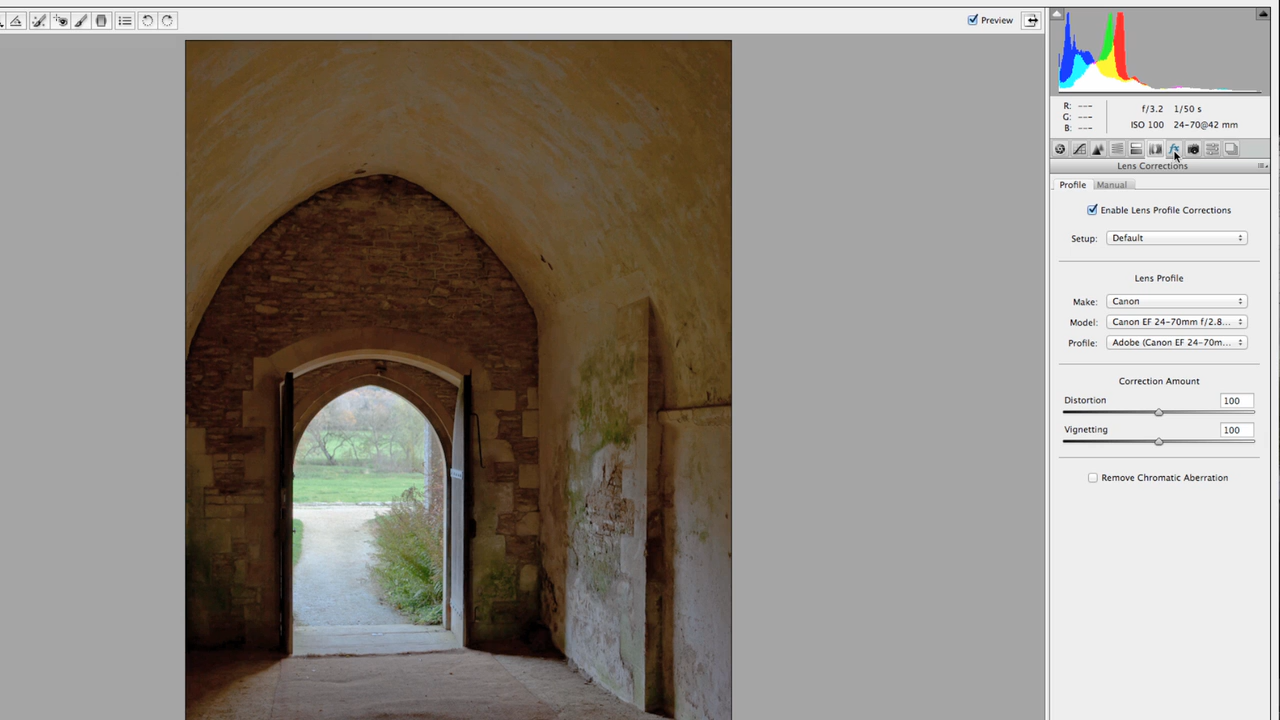 Preview
R: ---
G: ---
B: ---
f/3.2 1/50 s
ISO 100 24-70@42 mm
fx
Lens Corrections
Profile Manual
Enable Lens Profile Corrections
Setup: Default
Lens Profile
Make: Canon
Model: Canon EF 24-70mm f/2.8...
Profile: Adobe (Canon EF 24-70m...
Correction Amount
Distortion 100
Vignetting 100
Remove Chromatic Aberration